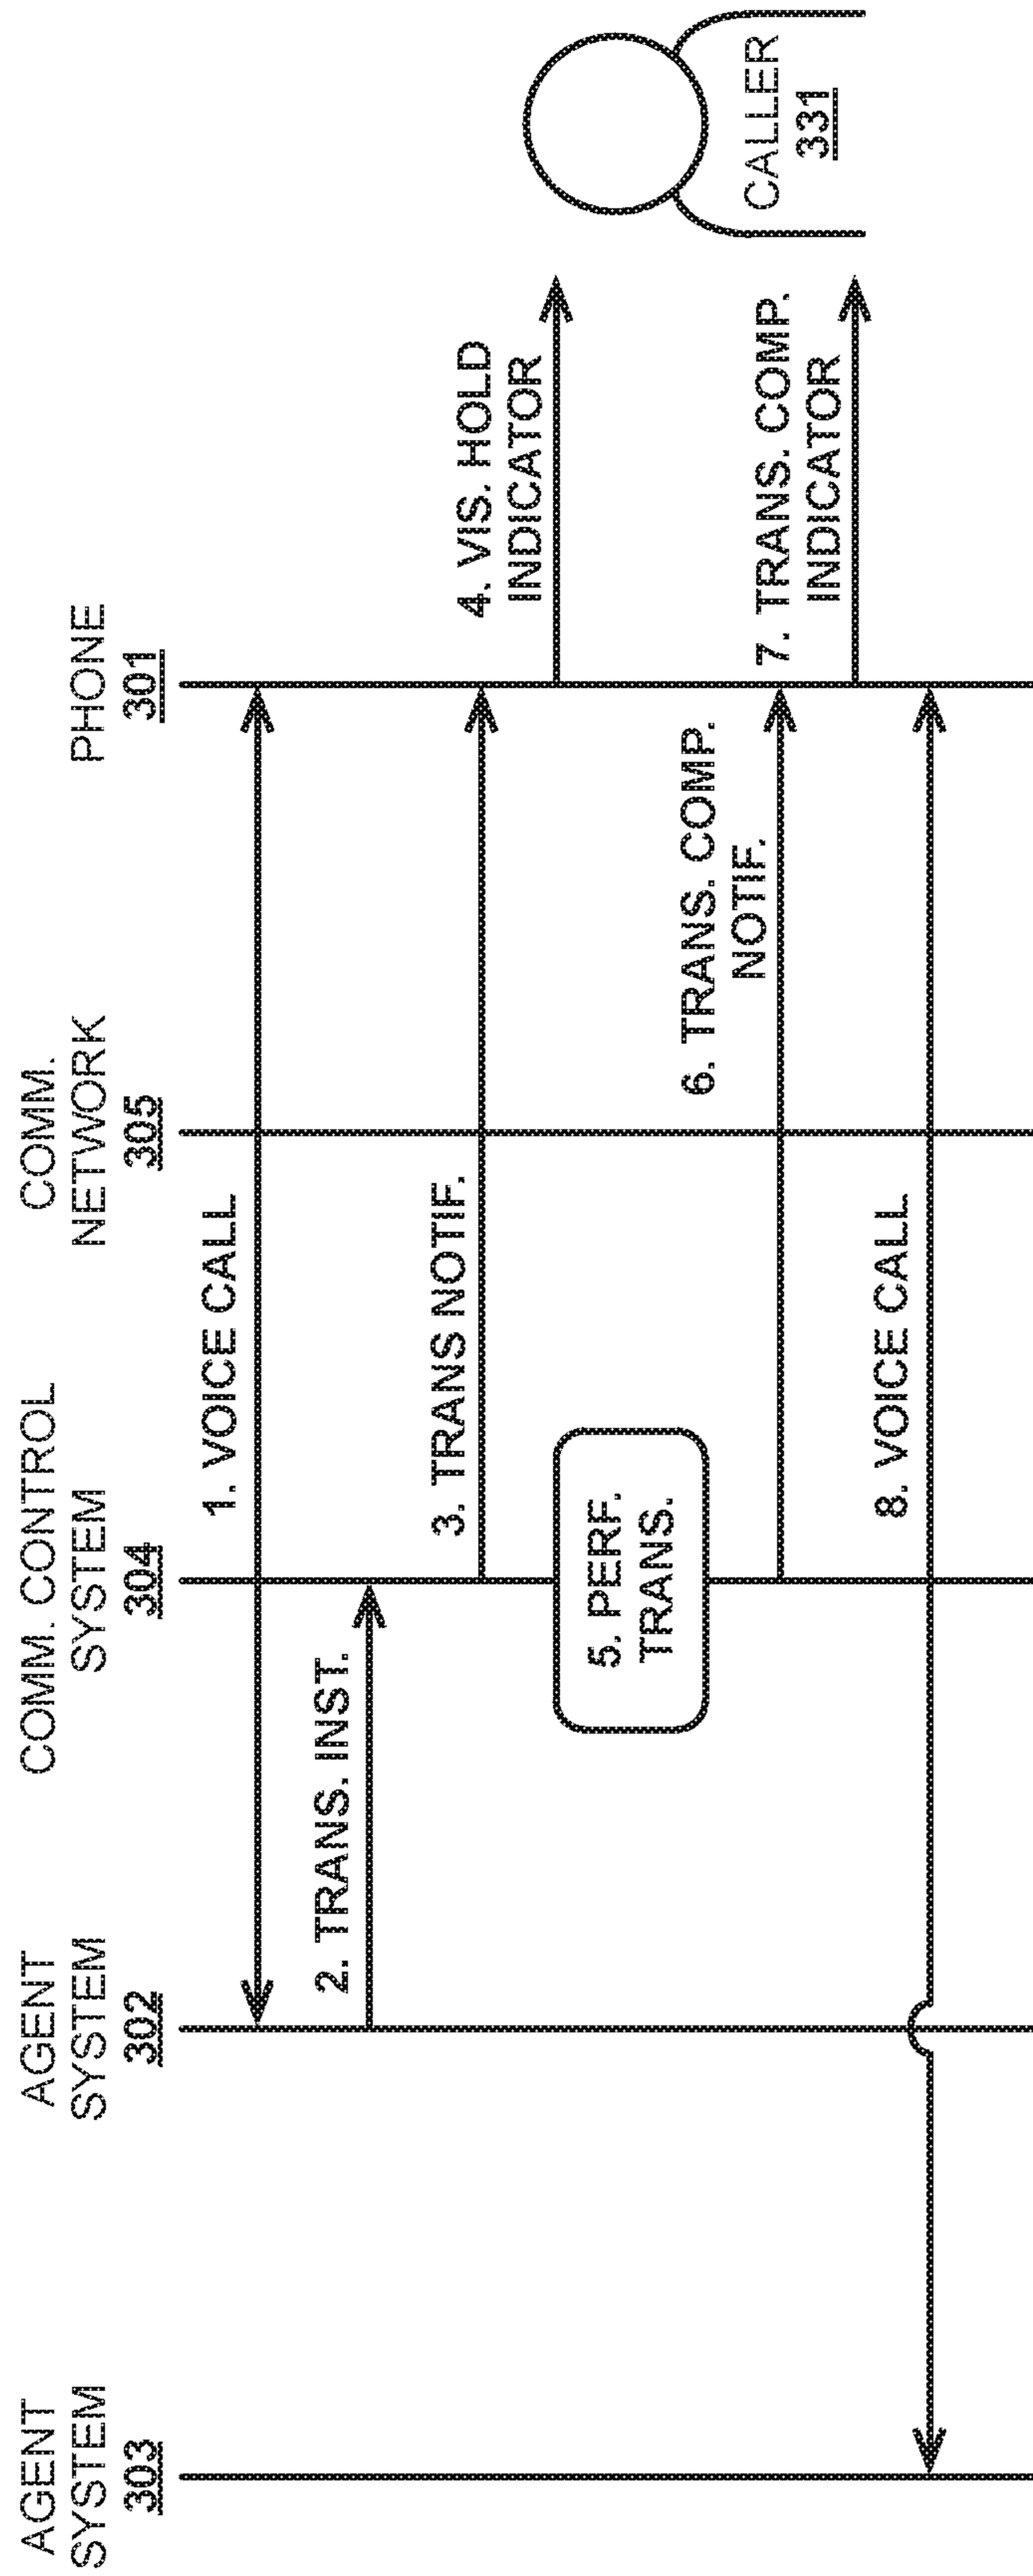 AGENT
SYSTEM
303
AGENT
SYSTEM
302
COMM. CONTROL
SYSTEM
304
COMM.
NETWORK
305
PHONE
301
1. VOICE CALL
2. TRANS. INST.
3. TRANS NOTIF.
4. VIS. HOLD
INDICATOR
5. PERF.
TRANS.
6. TRANS. COMP.
NOTIF.
7. TRANS. COMP.
INDICATOR
8. VOICE CALL
CALLER
331